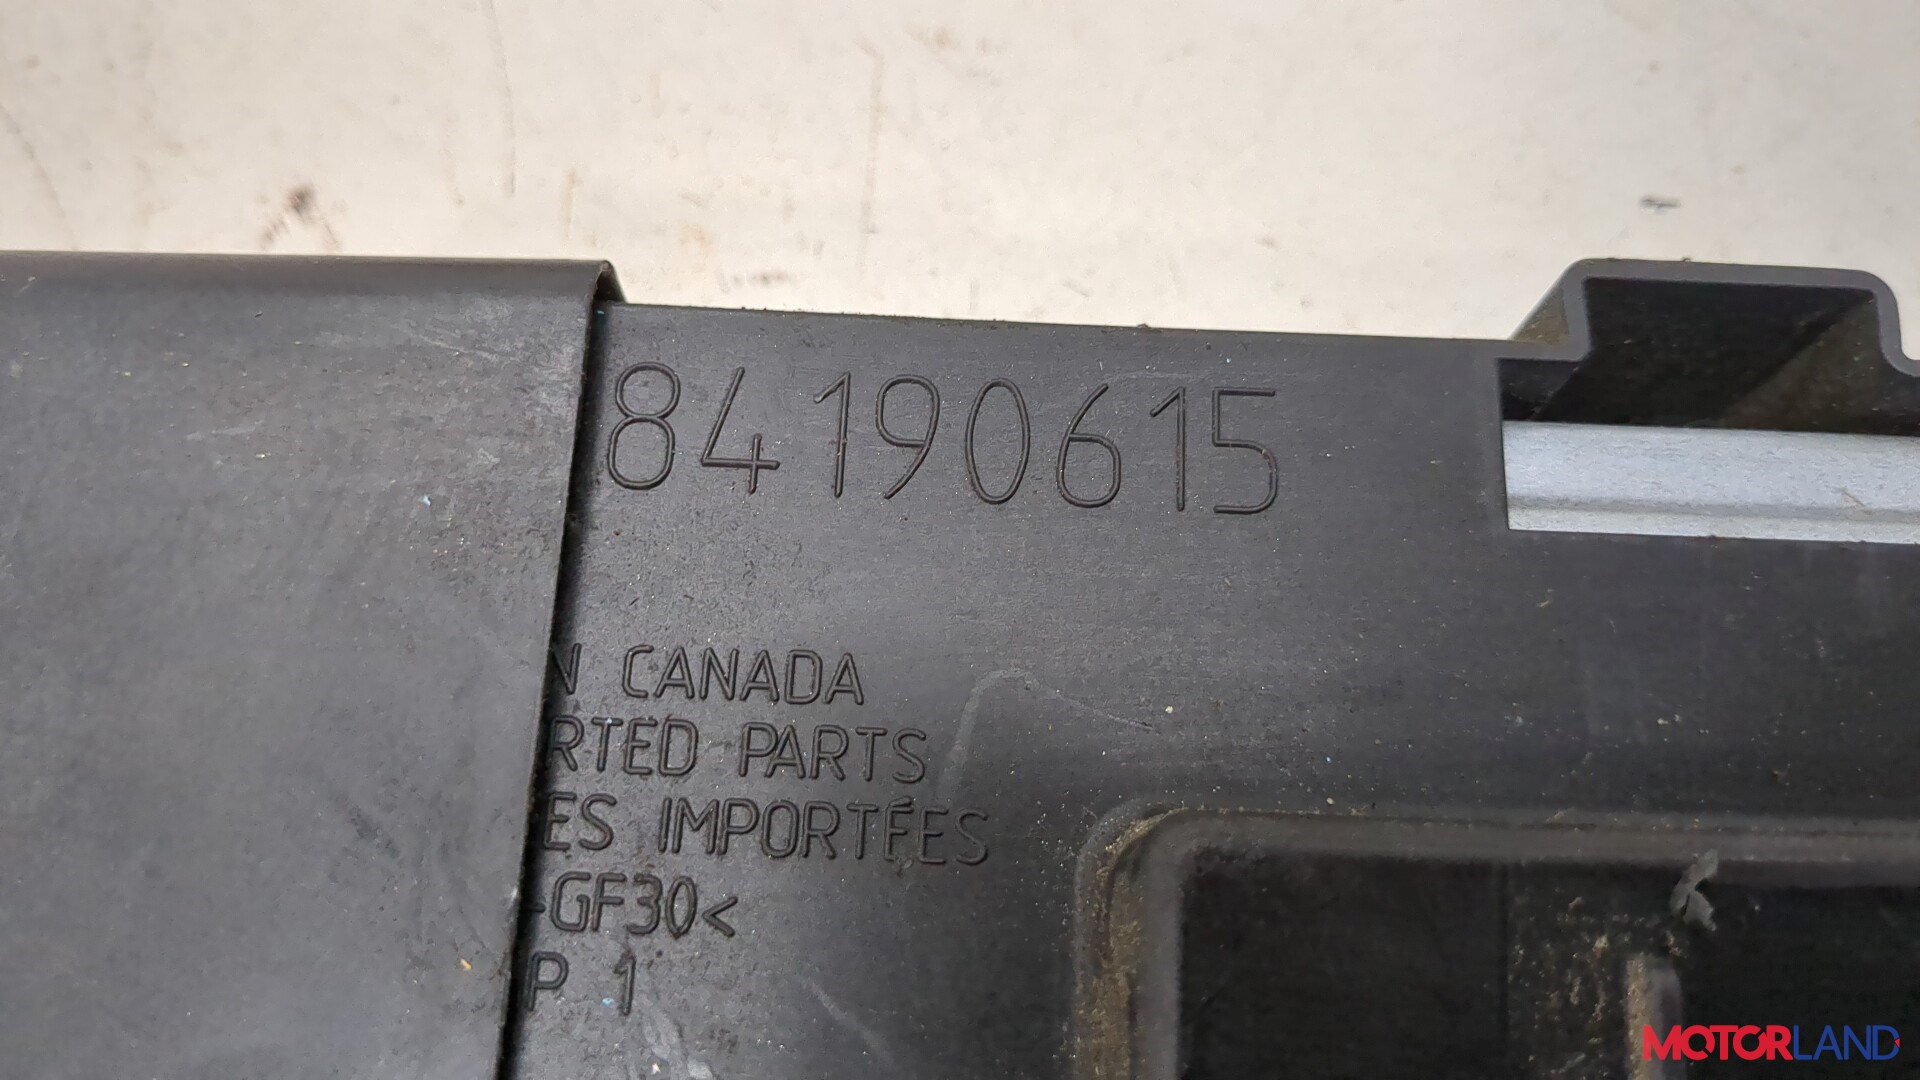 84190615
N CANADA
RTED PARTS
ES IMPORTÉES
-GF30<
P 1
MOTORLAND